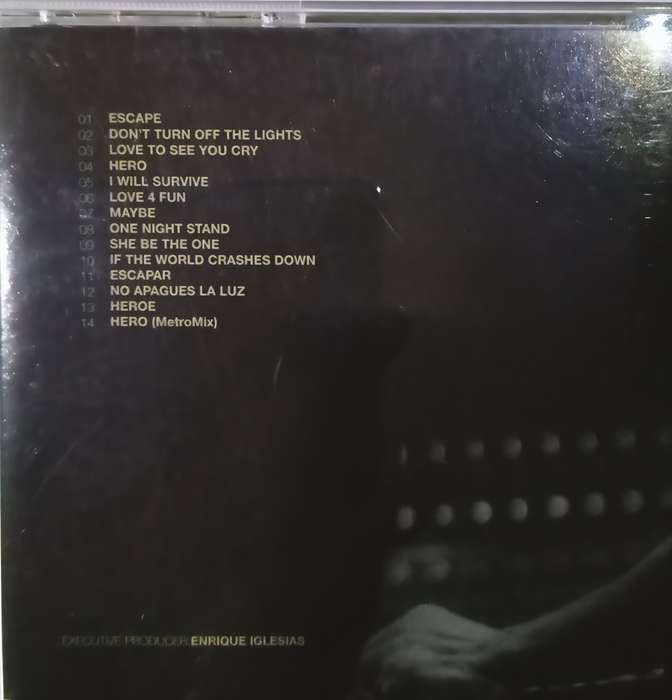 01 ESCAPE
02 DON'T TURN OFF THE LIGHTS
03 LOVE TO SEE YOU CRY
04 HERO
05 I WILL SURVIVE
06 LOVE 4 FUN
07 MAYBE
08 ONE NIGHT STAND
09 SHE BE THE ONE
10 IF THE WORLD CRASHES DOWN
11 ESCAPAR
12 NO APAGUES LA LUZ
13 HEROE
14 HERO (MetroMix)
EXECUTIVE PRODUCER: ENRIQUE IGLESIAS